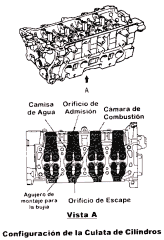 A
Camisa de Agua
Orificio de Admisión
Cámara de Combustión
Agujero de montaje para la bujía
Orificio de Escape
Vista A
Configuración de la Culata de Cilindros